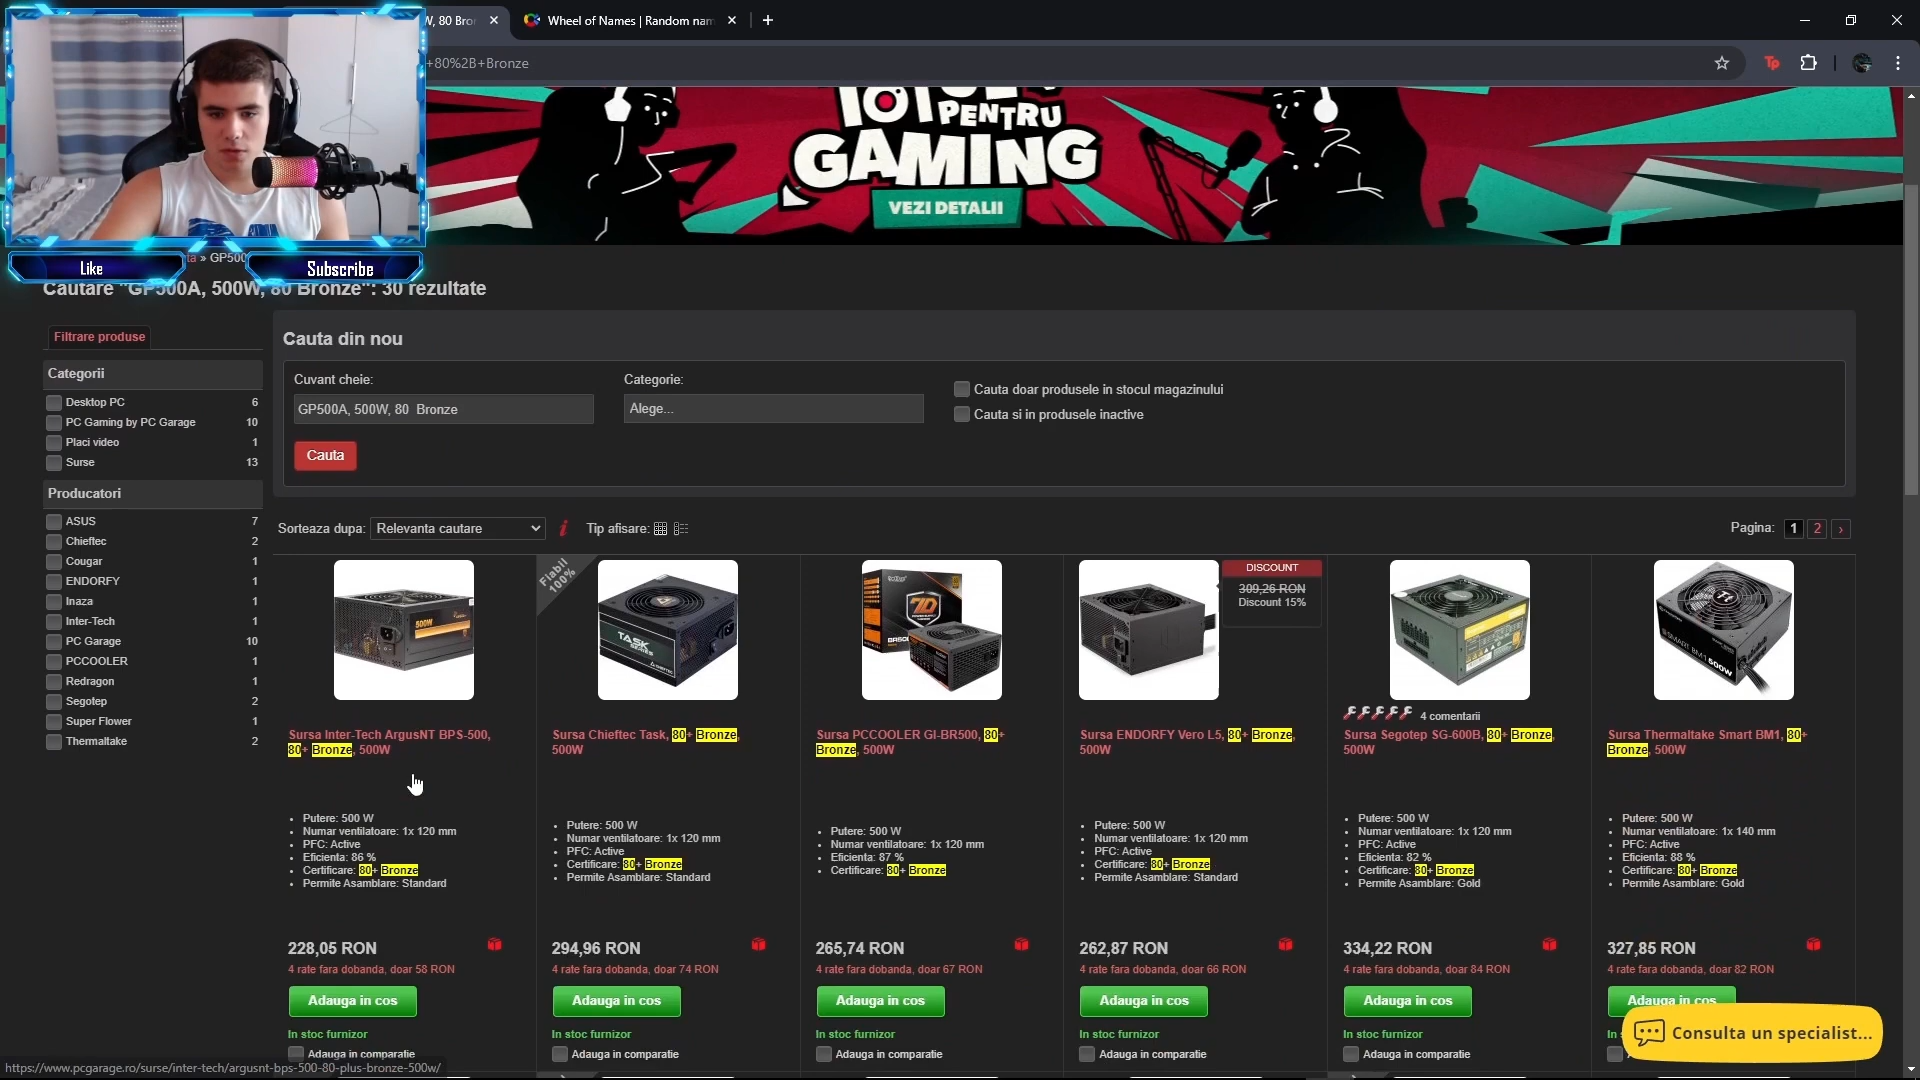 W, 80 Bro
Wheel of Names | Random nam
+80%2B+Bronze
TOTUL
PENTRU
GAMING
VEZI DETALII
Like
Subscribe
ta » GP500
Cautare "GP500A, 500W, 80 Bronze": 30 rezultate
Filtrare produse
Categorii
Desktop PC 6
PC Gaming by PC Garage 10
Placi video 1
Surse 13
Producatori
ASUS 7
Chieftec 2
Cougar 1
ENDORFY 1
Inaza 1
Inter-Tech 1
PC Garage 10
PCCOOLER 1
Redragon 1
Segotep 2
Super Flower 1
Thermaltake 2
Cauta din nou
Cuvant cheie:
GP500A, 500W, 80 Bronze
Categorie:
Alege...
Cauta doar produsele in stocul magazinului
Cauta si in produsele inactive
Cauta
Sorteaza dupa: Relevanta cautare i Tip afisare:
Pagina: 1 2 ›
500W
Sursa Inter-Tech ArgusNT BPS-500,
80+ Bronze, 500W
Putere: 500 W
Numar ventilatoare: 1x 120 mm
PFC: Active
Eficienta: 86 %
Certificare: 80+ Bronze
Permite Asamblare: Standard
228,05 RON
4 rate fara dobanda, doar 58 RON
Adauga in cos
In stoc furnizor
Adauga in comparatie
Fiabil
100%
TASK
SERIES
Sursa Chieftec Task, 80+ Bronze,
500W
Putere: 500 W
Numar ventilatoare: 1x 120 mm
PFC: Active
Certificare: 80+ Bronze
Permite Asamblare: Standard
294,96 RON
4 rate fara dobanda, doar 74 RON
Adauga in cos
In stoc furnizor
Adauga in comparatie
Sursa PCCOOLER GI-BR500, 80+
Bronze, 500W
Putere: 500 W
Numar ventilatoare: 1x 120 mm
Eficienta: 87 %
Certificare: 80+ Bronze
265,74 RON
4 rate fara dobanda, doar 67 RON
Adauga in cos
In stoc furnizor
Adauga in comparatie
DISCOUNT
309,26 RON
Discount 15%
Sursa ENDORFY Vero L5, 80+ Bronze,
500W
Putere: 500 W
Numar ventilatoare: 1x 120 mm
PFC: Active
Certificare: 80+ Bronze
Permite Asamblare: Standard
262,87 RON
4 rate fara dobanda, doar 66 RON
Adauga in cos
In stoc furnizor
Adauga in comparatie
4 comentarii
Sursa Segotep SG-600B, 80+ Bronze,
500W
Putere: 500 W
Numar ventilatoare: 1x 120 mm
PFC: Active
Eficienta: 82 %
Certificare: 80+ Bronze
Permite Asamblare: Gold
334,22 RON
4 rate fara dobanda, doar 84 RON
Adauga in cos
In stoc furnizor
Adauga in comparatie
SMART BM1 500W
Sursa Thermaltake Smart BM1, 80+
Bronze, 500W
Putere: 500 W
Numar ventilatoare: 1x 140 mm
PFC: Active
Eficienta: 88 %
Certificare: 80+ Bronze
Permite Asamblare: Gold
327,85 RON
4 rate fara dobanda, doar 82 RON
Adauga in cos
In
Consulta un specialist...
https://www.pcgarage.ro/surse/inter-tech/argusnt-bps-500-80-plus-bronze-500w/